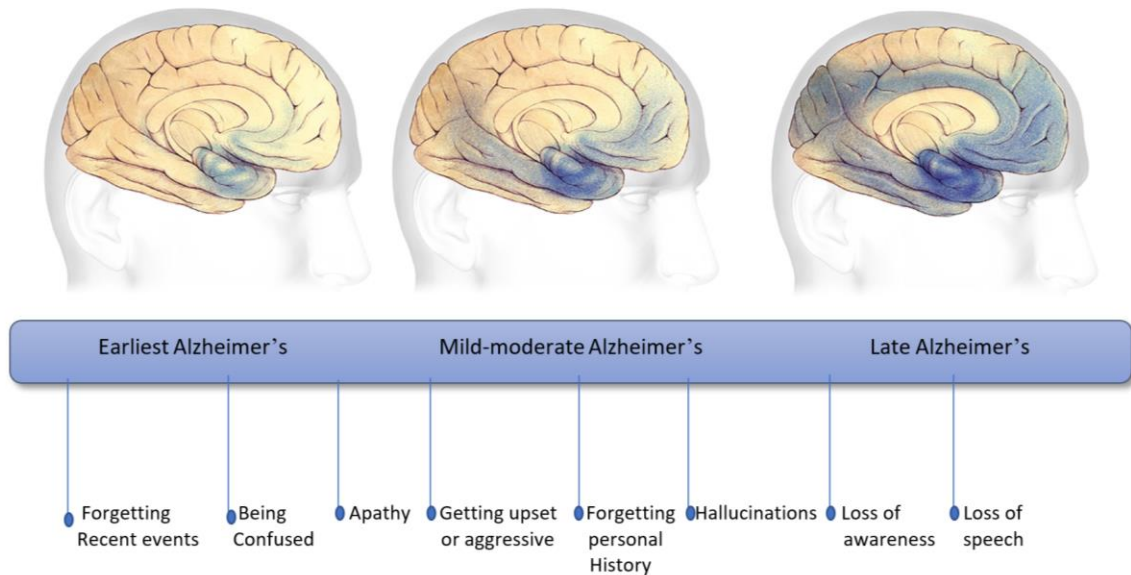 Earliest Alzheimer’s
Mild-moderate Alzheimer’s
Late Alzheimer’s
Forgetting
Recent events
Being
Confused
Apathy
Getting upset
or aggressive
Forgetting
personal
History
Hallucinations
Loss of
awareness
Loss of
speech